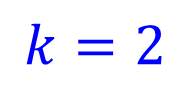 k = 2